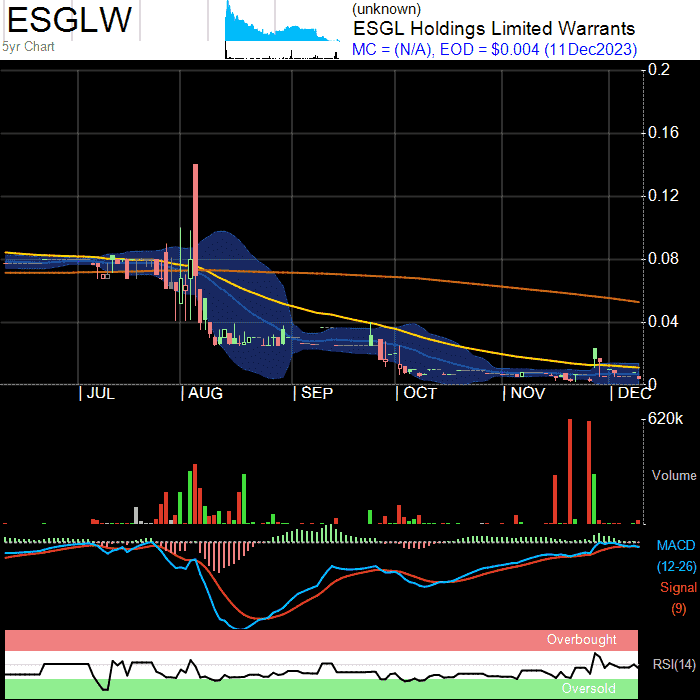 ESGLW
5yr Chart
(unknown)
ESGL Holdings Limited Warrants
MC = (N/A), EOD = $0.004 (11Dec2023)
0.2
0.16
0.12
0.08
0.04
0
| JUL | AUG | SEP | OCT | NOV | DEC
620k
Volume
MACD
(12-26)
Signal
(9)
Overbought
RSI(14)
Oversold